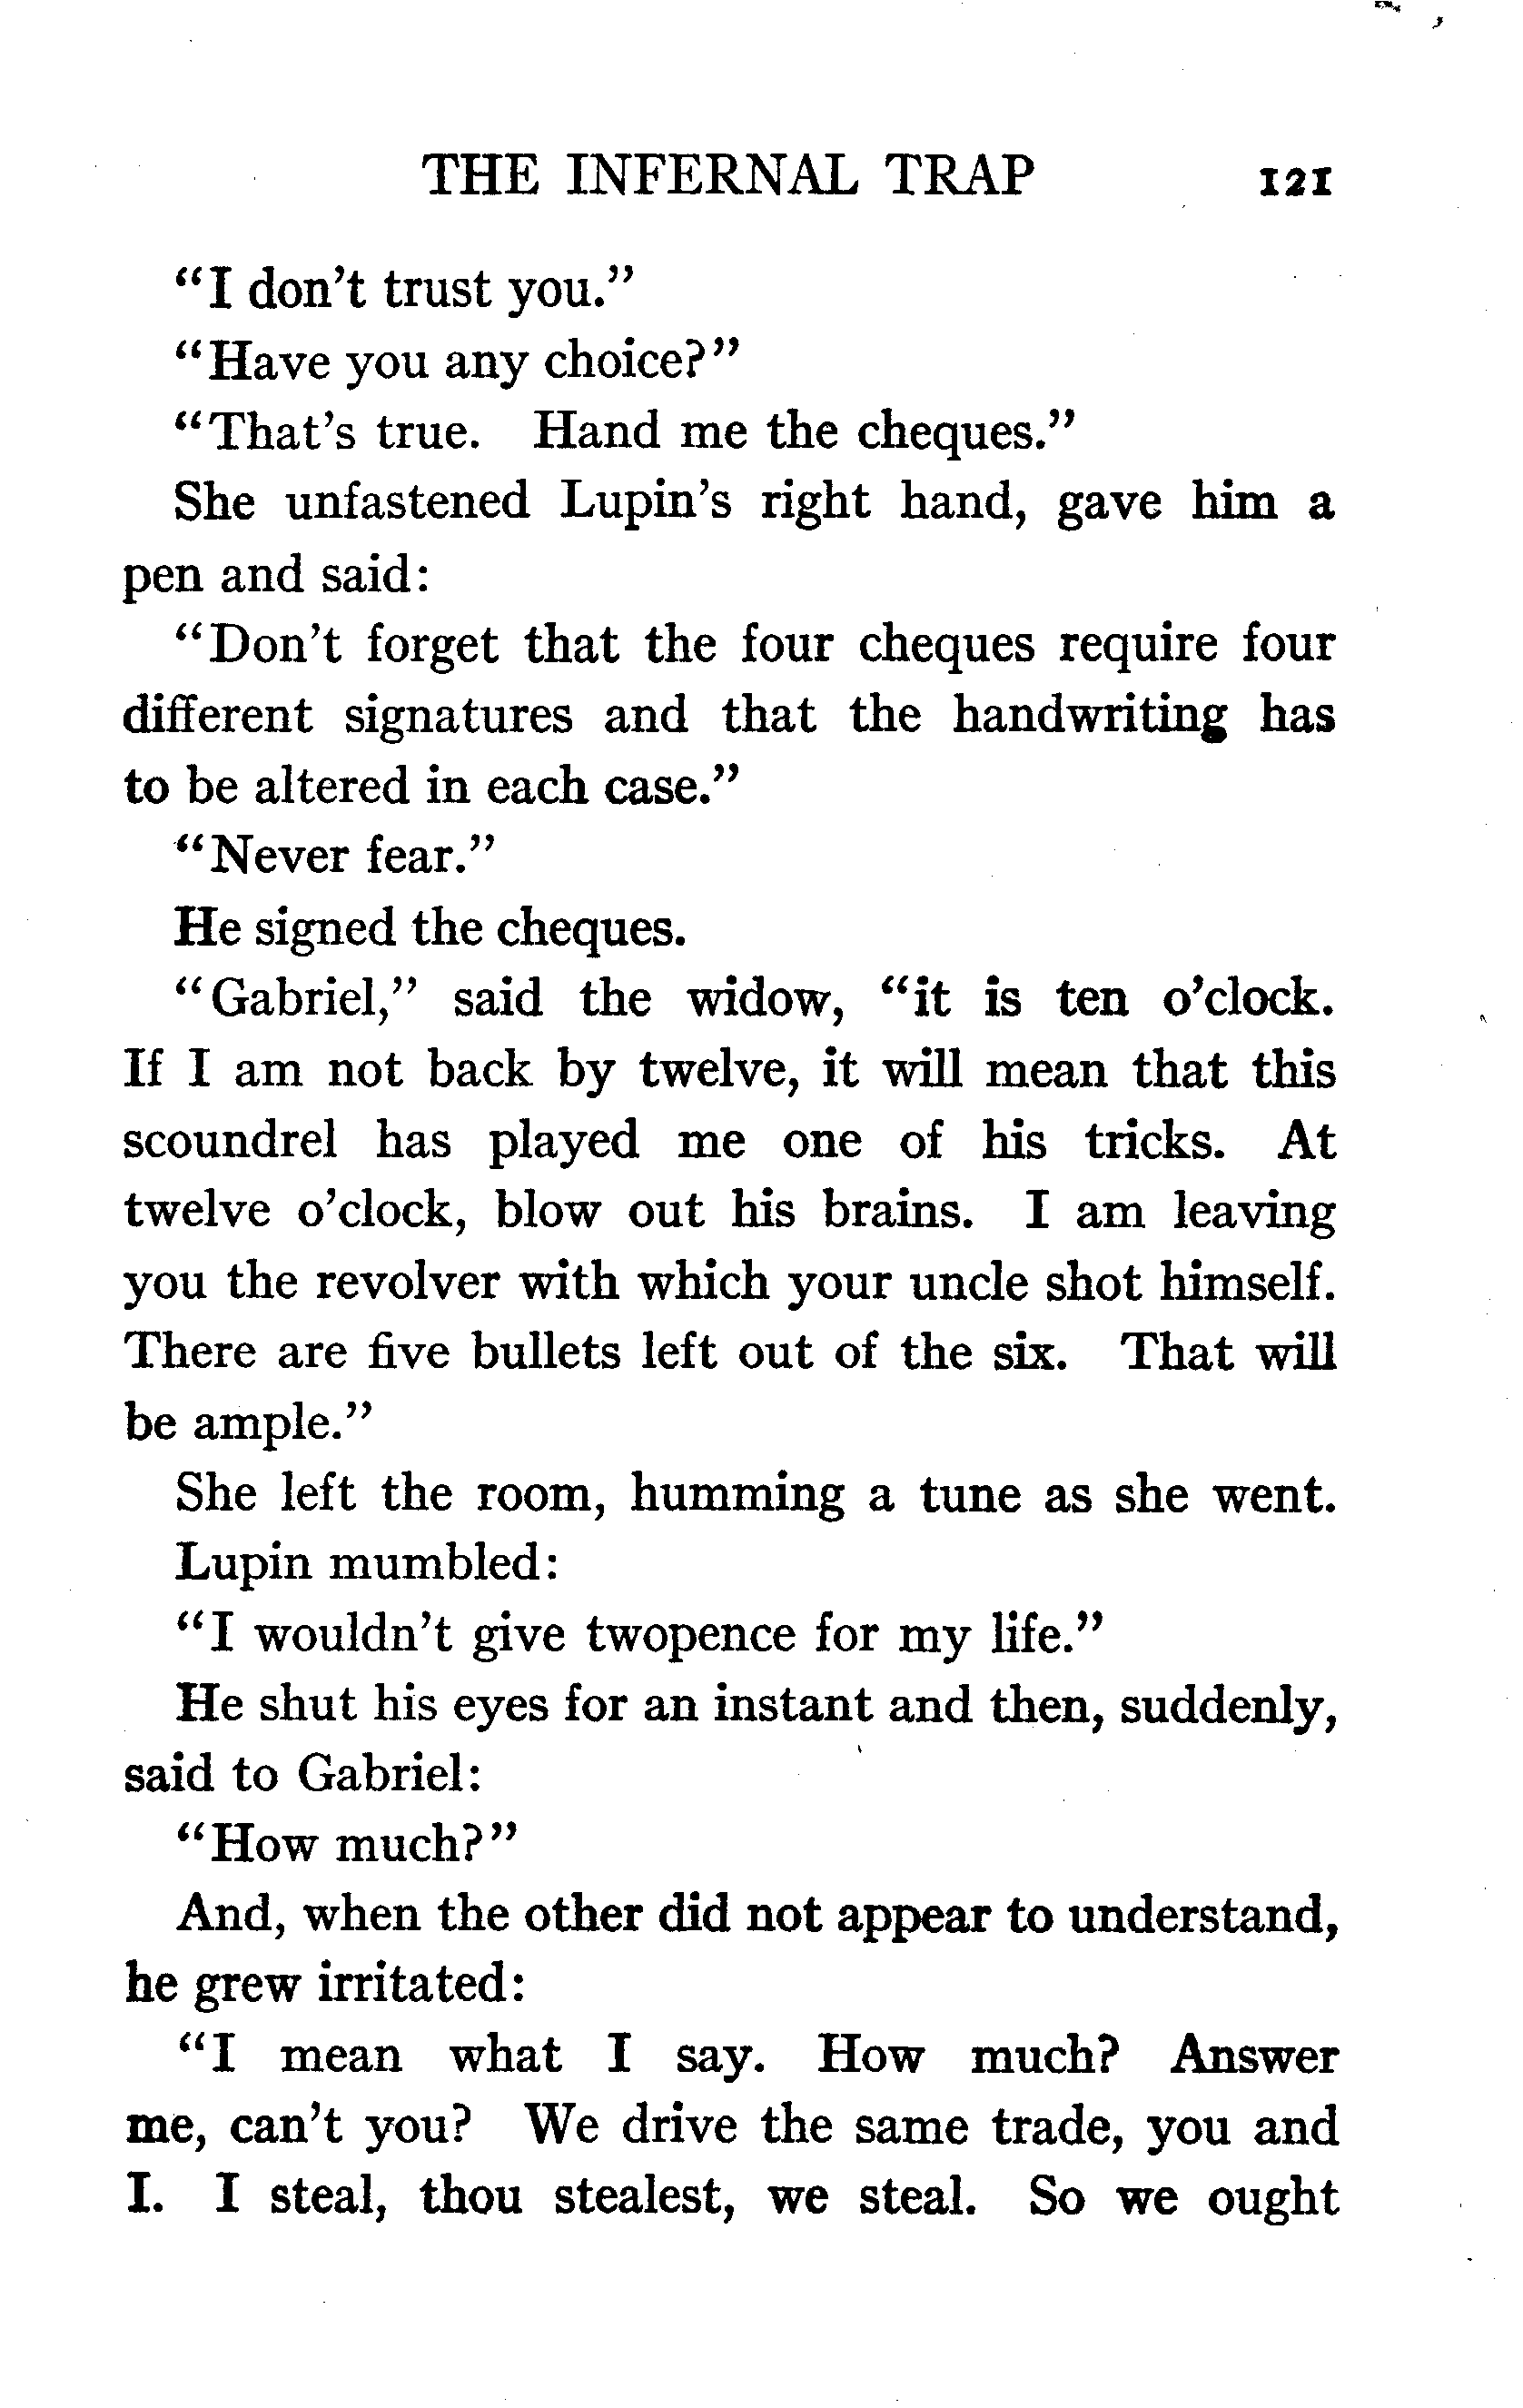 THE INFERNAL TRAP 121
"I don't trust you."
"Have you any choice?"
"That's true. Hand me the cheques."
She unfastened Lupin's right hand, gave him a
pen and said:
"Don't forget that the four cheques require four
different signatures and that the handwriting has
to be altered in each case."
"Never fear."
He signed the cheques.
"Gabriel," said the widow, "it is ten o'clock.
If I am not back by twelve, it will mean that this
scoundrel has played me one of his tricks. At
twelve o'clock, blow out his brains. I am leaving
you the revolver with which your uncle shot himself.
There are five bullets left out of the six. That will
be ample."
She left the room, humming a tune as she went.
Lupin mumbled:
"I wouldn't give twopence for my life."
He shut his eyes for an instant and then, suddenly,
said to Gabriel:
"How much?"
And, when the other did not appear to understand,
he grew irritated:
"I mean what I say. How much? Answer
me, can't you? We drive the same trade, you and
I. I steal, thou stealest, we steal. So we ought